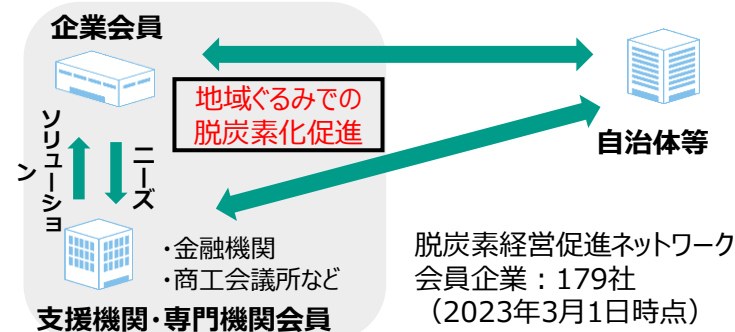 企業会員
地域ぐるみでの
脱炭素化促進
ソリューション
ニーズ
自治体等
・金融機関
・商工会議所など
支援機関・専門機関会員
脱炭素経営促進ネットワーク
会員企業：179社
（2023年3月1日時点）